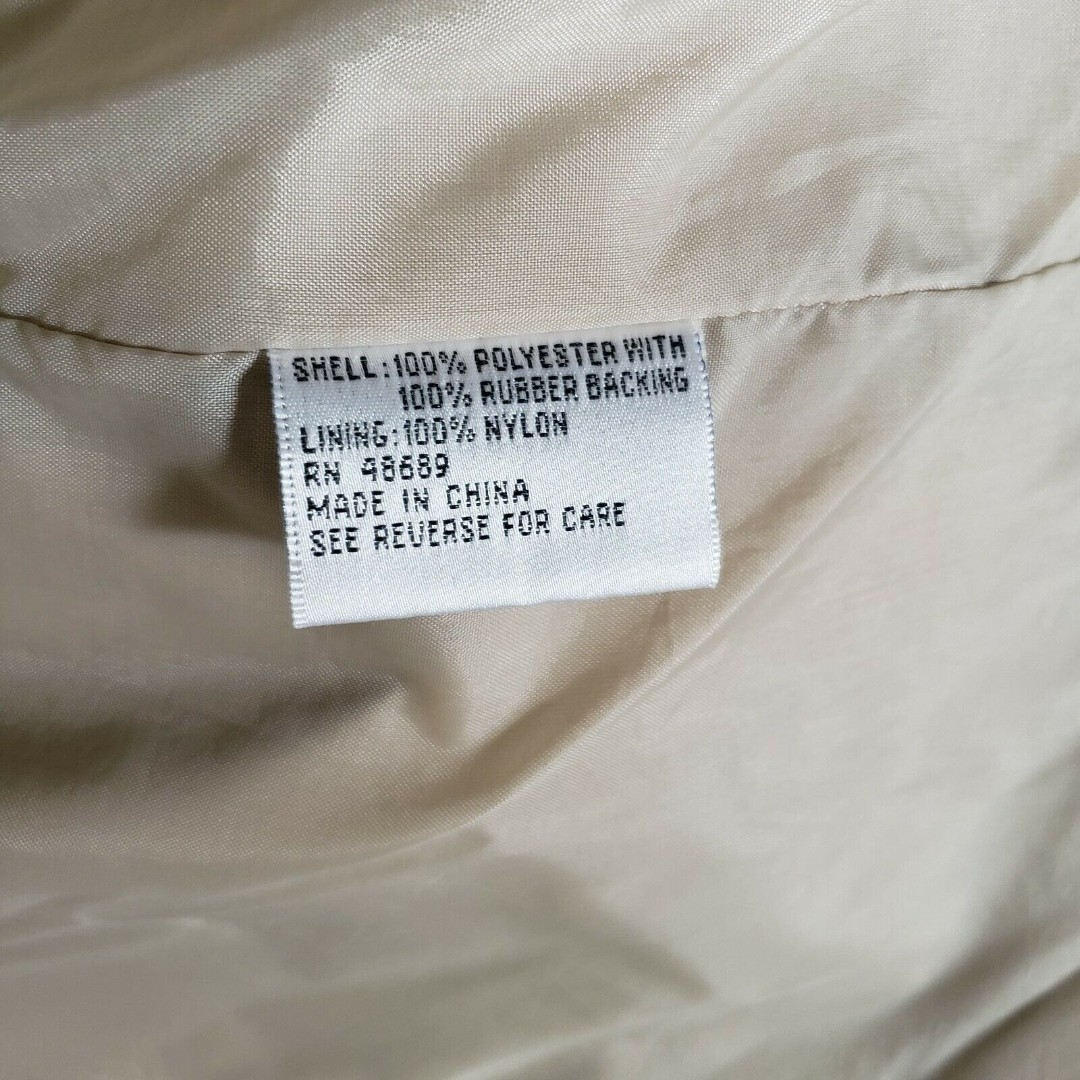 SHELL:100% POLYESTER WITH
100% RUBBER BACKING
LINING:100% NYLON
RN 48689
MADE IN CHINA
SEE REVERSE FOR CARE